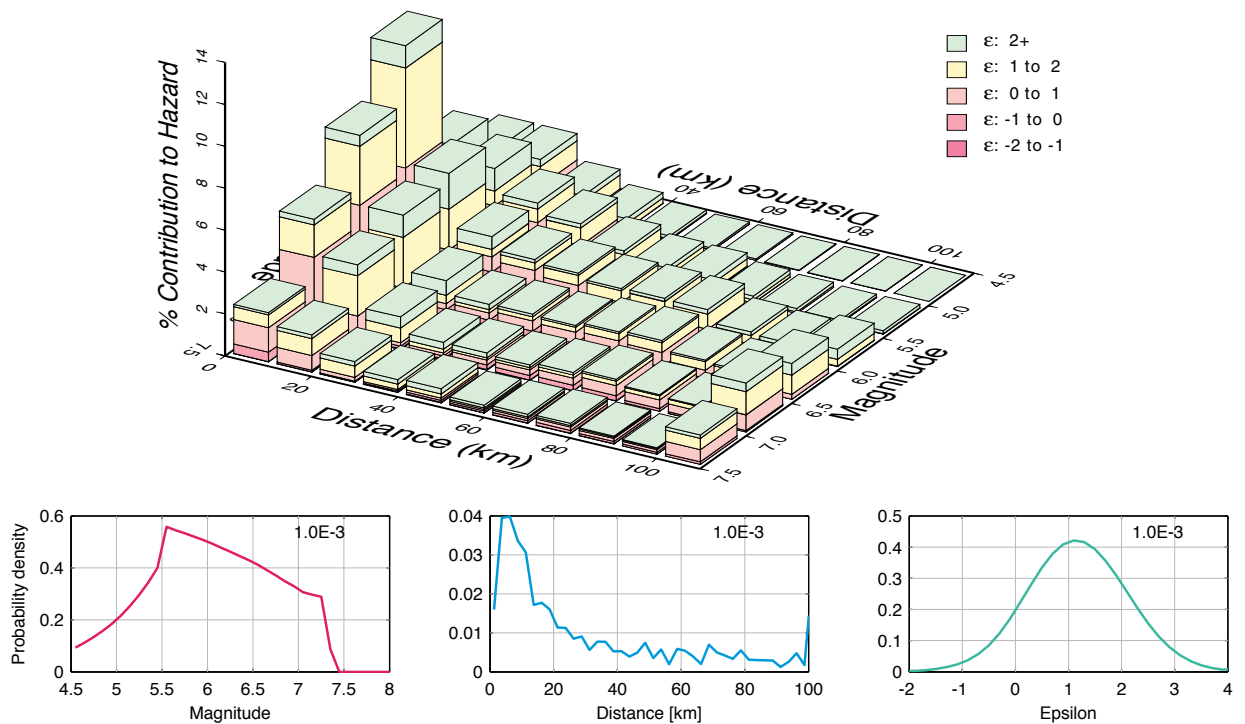 % Contribution to Hazard
14
12
10
8
6
4
2
ε: 2+
ε: 1 to 2
ε: 0 to 1
ε: -1 to 0
ε: -2 to -1
Distance (km)
40
60
80
100
4.5
5.0
5.5
6.0
6.5
7.0
7.5
Magnitude
7.5
0
20
40
60
80
100
Distance (km)
Probability density
0.6
0.4
0.2
0
1.0E-3
4.5 5 5.5 6 6.5 7 7.5 8
Magnitude
0.04
0.03
0.02
0.01
0
1.0E-3
0 20 40 60 80 100
Distance [km]
0.5
0.4
0.3
0.2
0.1
0
1.0E-3
-2 -1 0 1 2 3 4
Epsilon